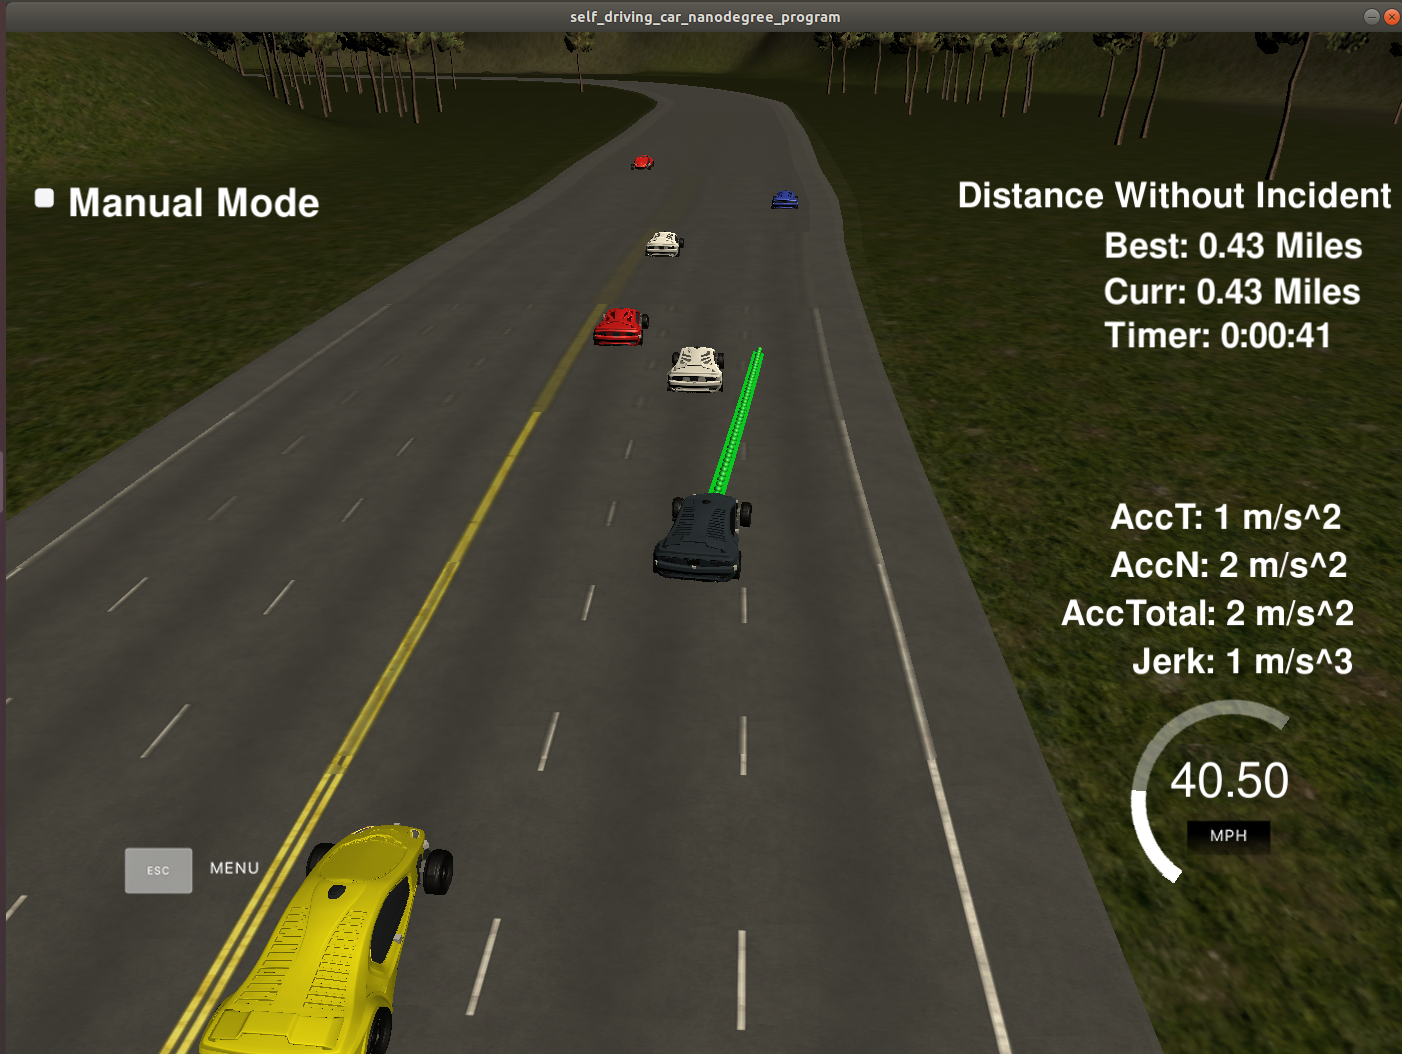 self_driving_car_nanodegree_program
Manual Mode
Distance Without Incident
Best: 0.43 Miles
Curr: 0.43 Miles
Timer: 0:00:41
AccT: 1 m/s^2
AccN: 2 m/s^2
AccTotal: 2 m/s^2
Jerk: 1 m/s^3
40.50
MPH
ESC MENU